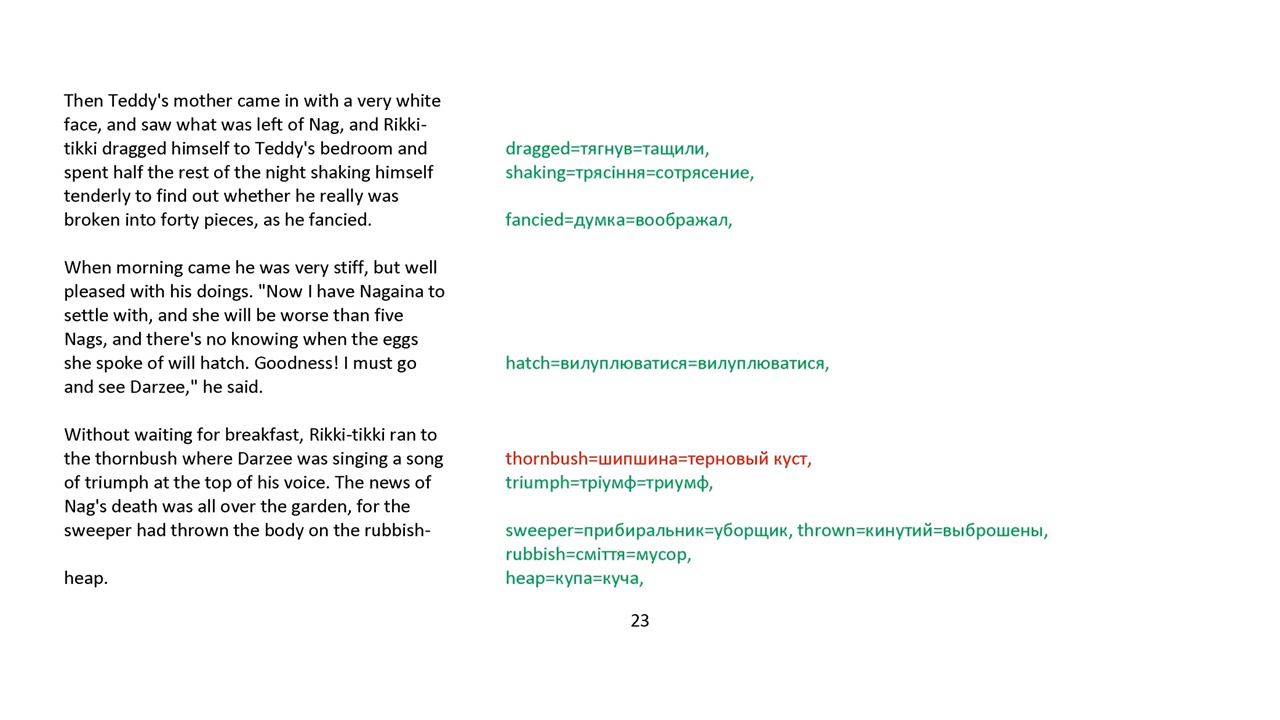 Then Teddy's mother came in with a very white
face, and saw what was left of Nag, and Rikki-
tikki dragged himself to Teddy's bedroom and
dragged=тягнув=тащили,
spent half the rest of the night shaking himself
shaking=трясіння=сотрясение,
tenderly to find out whether he really was
broken into forty pieces, as he fancied.
fancied=думка=воображал,
When morning came he was very stiff, but well
pleased with his doings. "Now I have Nagaina to
settle with, and she will be worse than five
Nags, and there's no knowing when the eggs
she spoke of will hatch. Goodness! I must go
hatch=вилуплюватися=вилуплюватися,
and see Darzee," he said.
Without waiting for breakfast, Rikki-tikki ran to
the thornbush where Darzee was singing a song
thornbush=шипшина=терновый куст,
of triumph at the top of his voice. The news of
triumph=тріумф=триумф,
Nag's death was all over the garden, for the
sweeper had thrown the body on the rubbish-
sweeper=прибиральник=уборщик, thrown=кинутий=выброшены,
rubbish=сміття=мусор,
heap.
heap=купа=куча,
23